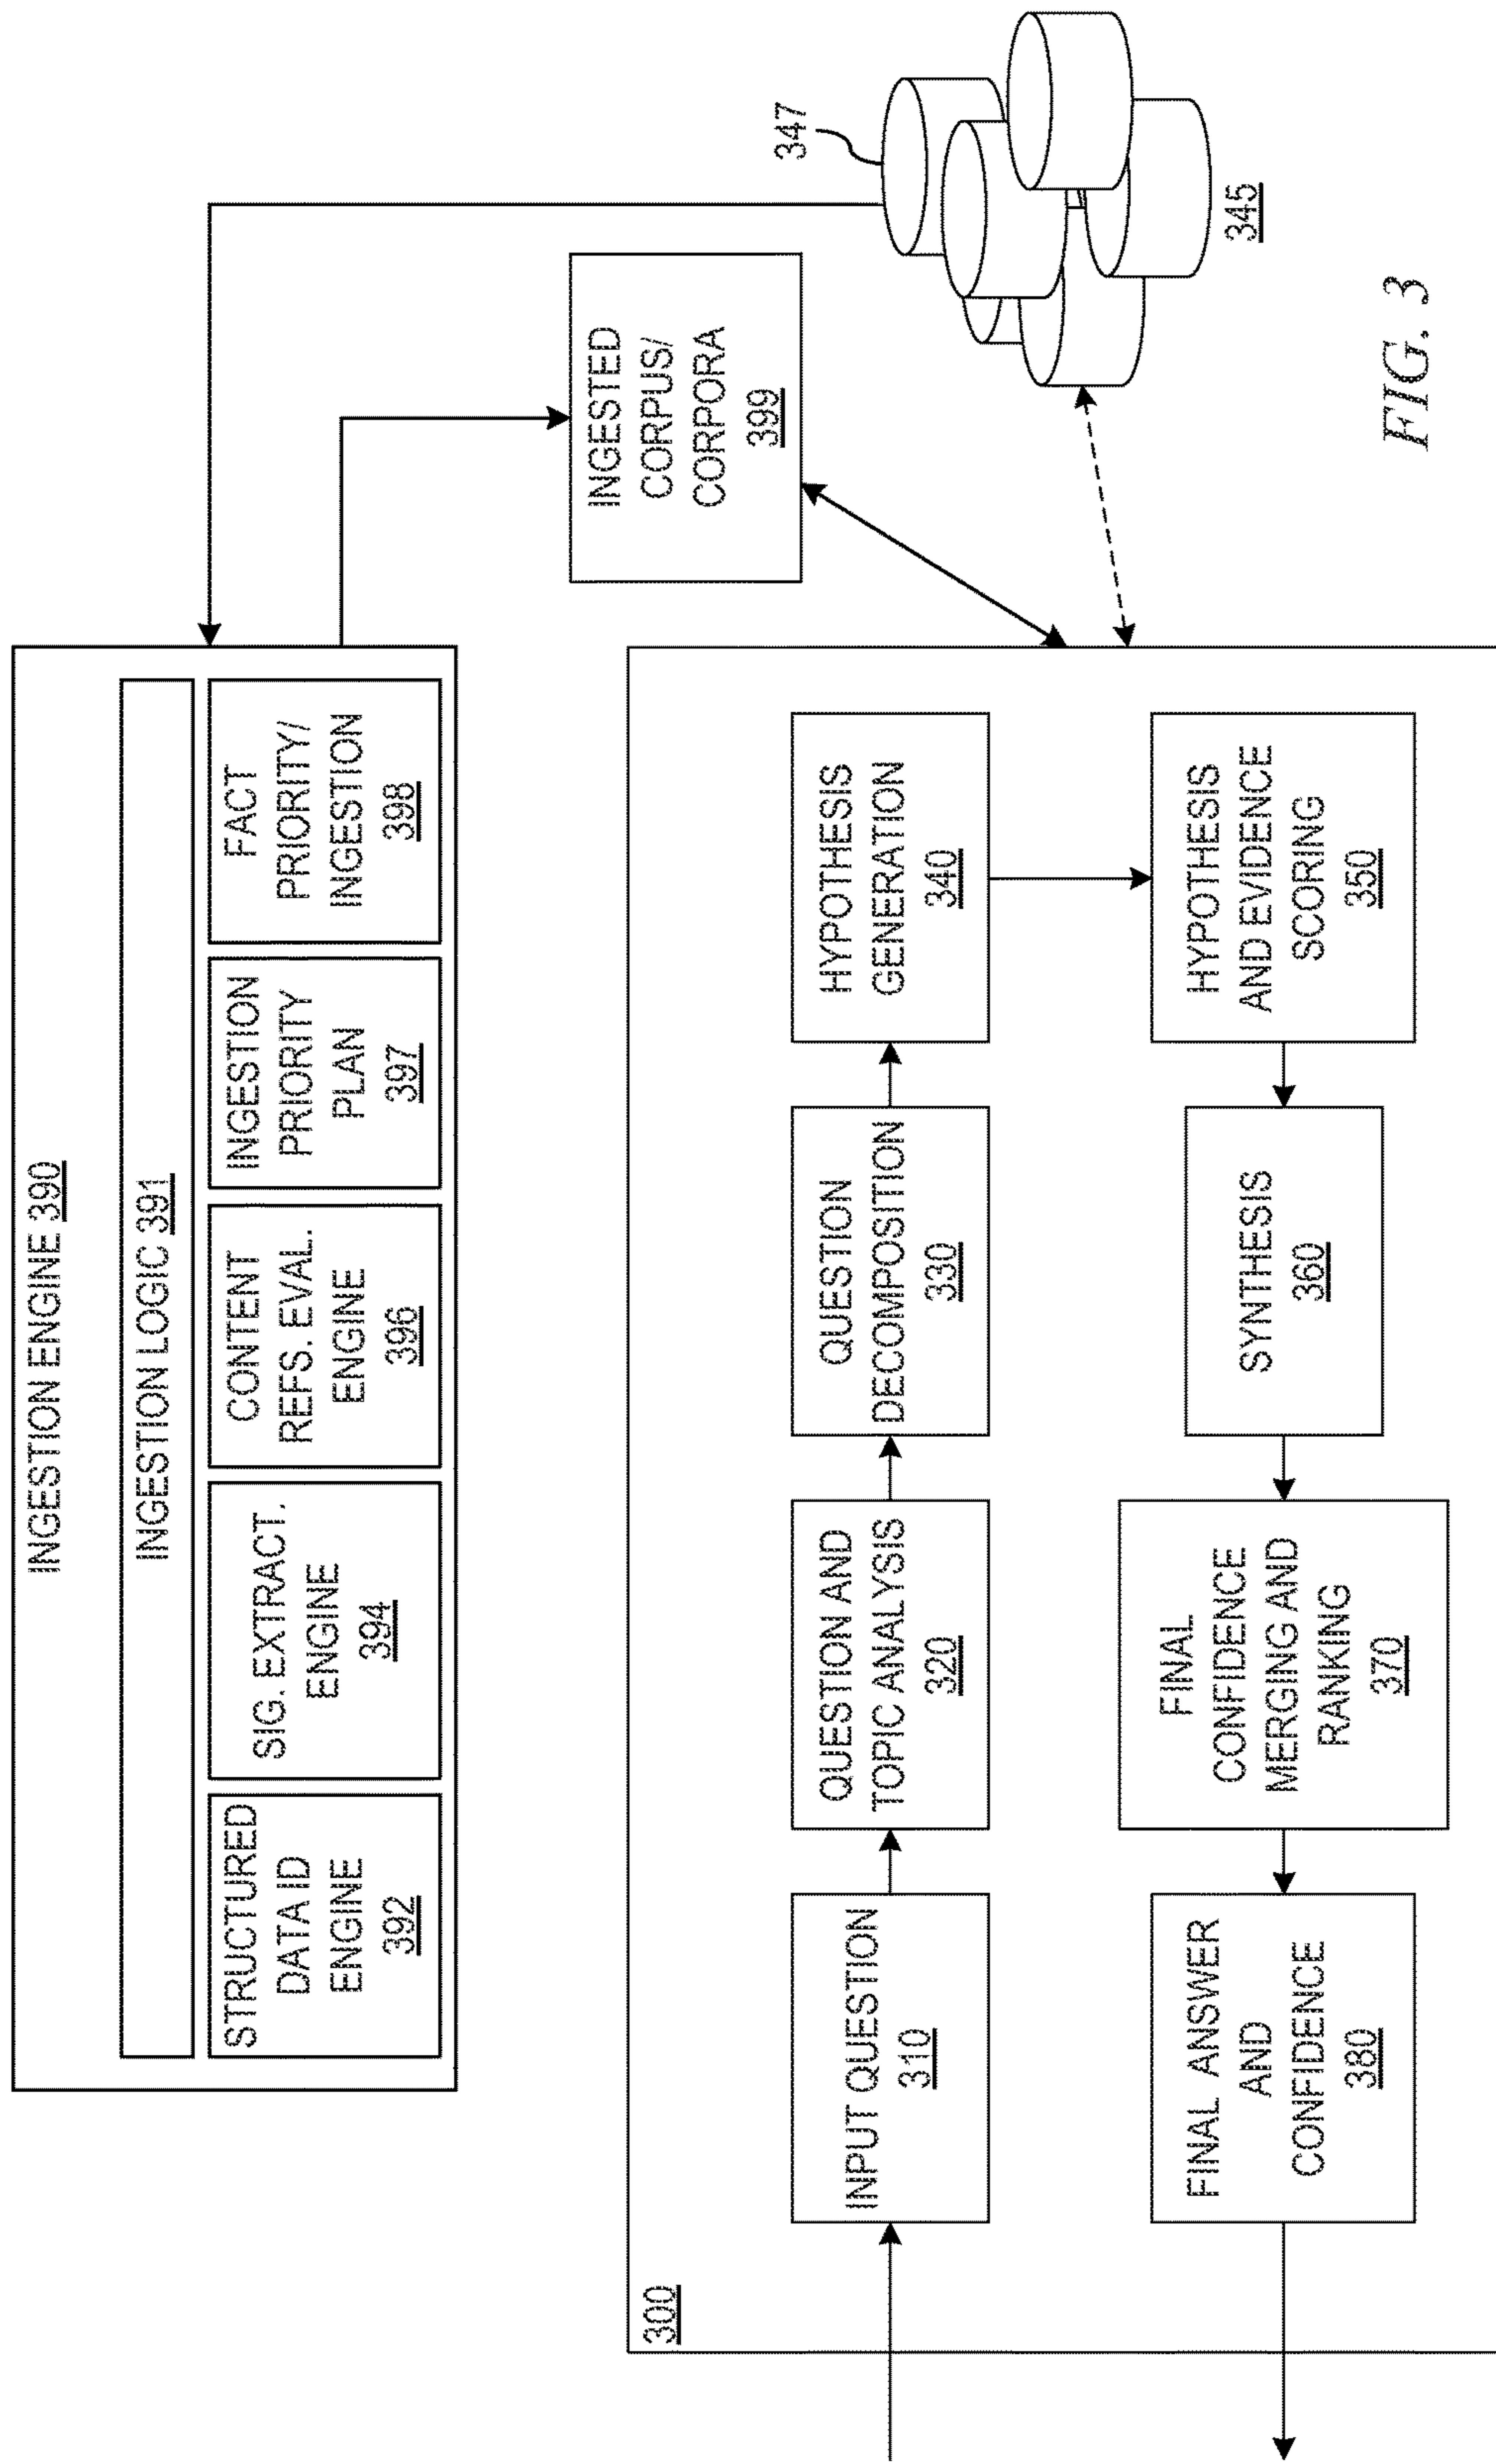 INGESTION ENGINE 390
INGESTION LOGIC 391
STRUCTURED
DATA ID
ENGINE
392
SIG. EXTRACT.
ENGINE
394
CONTENT
REFS. EVAL.
ENGINE
396
INGESTION
PRIORITY
PLAN
397
FACT
PRIORITY/
INGESTION
398
INGESTED
CORPUS/
CORPORA
399
347
345
300
INPUT QUESTION
310
QUESTION AND
TOPIC ANALYSIS
320
QUESTION
DECOMPOSITION
330
HYPOTHESIS
GENERATION
340
HYPOTHESIS
AND EVIDENCE
SCORING
350
SYNTHESIS
360
FINAL
CONFIDENCE
MERGING AND
RANKING
370
FINAL ANSWER
AND
CONFIDENCE
380
FIG. 3